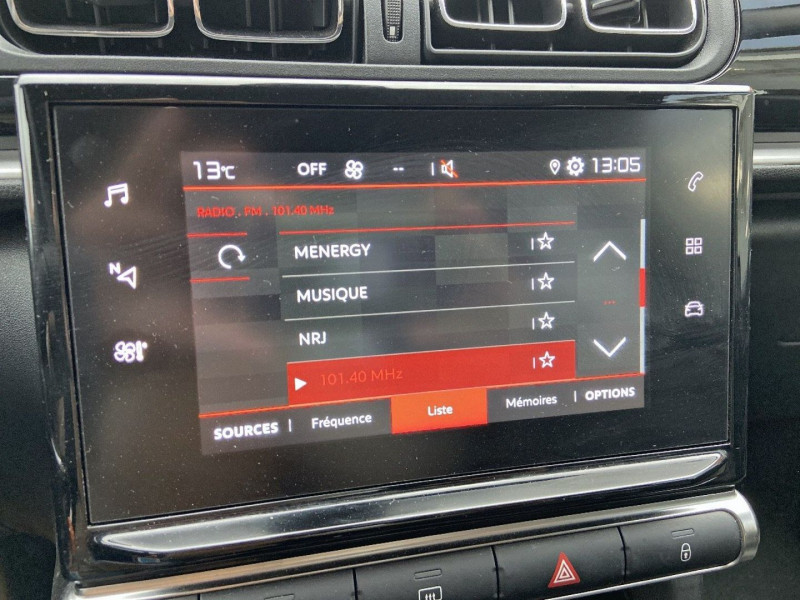 13°C OFF -- 13:05
RADIO . FM . 101.40 MHz
N
MENERGY
MUSIQUE
NRJ
101.40 MHz
SOURCES Fréquence Liste Mémoires OPTIONS